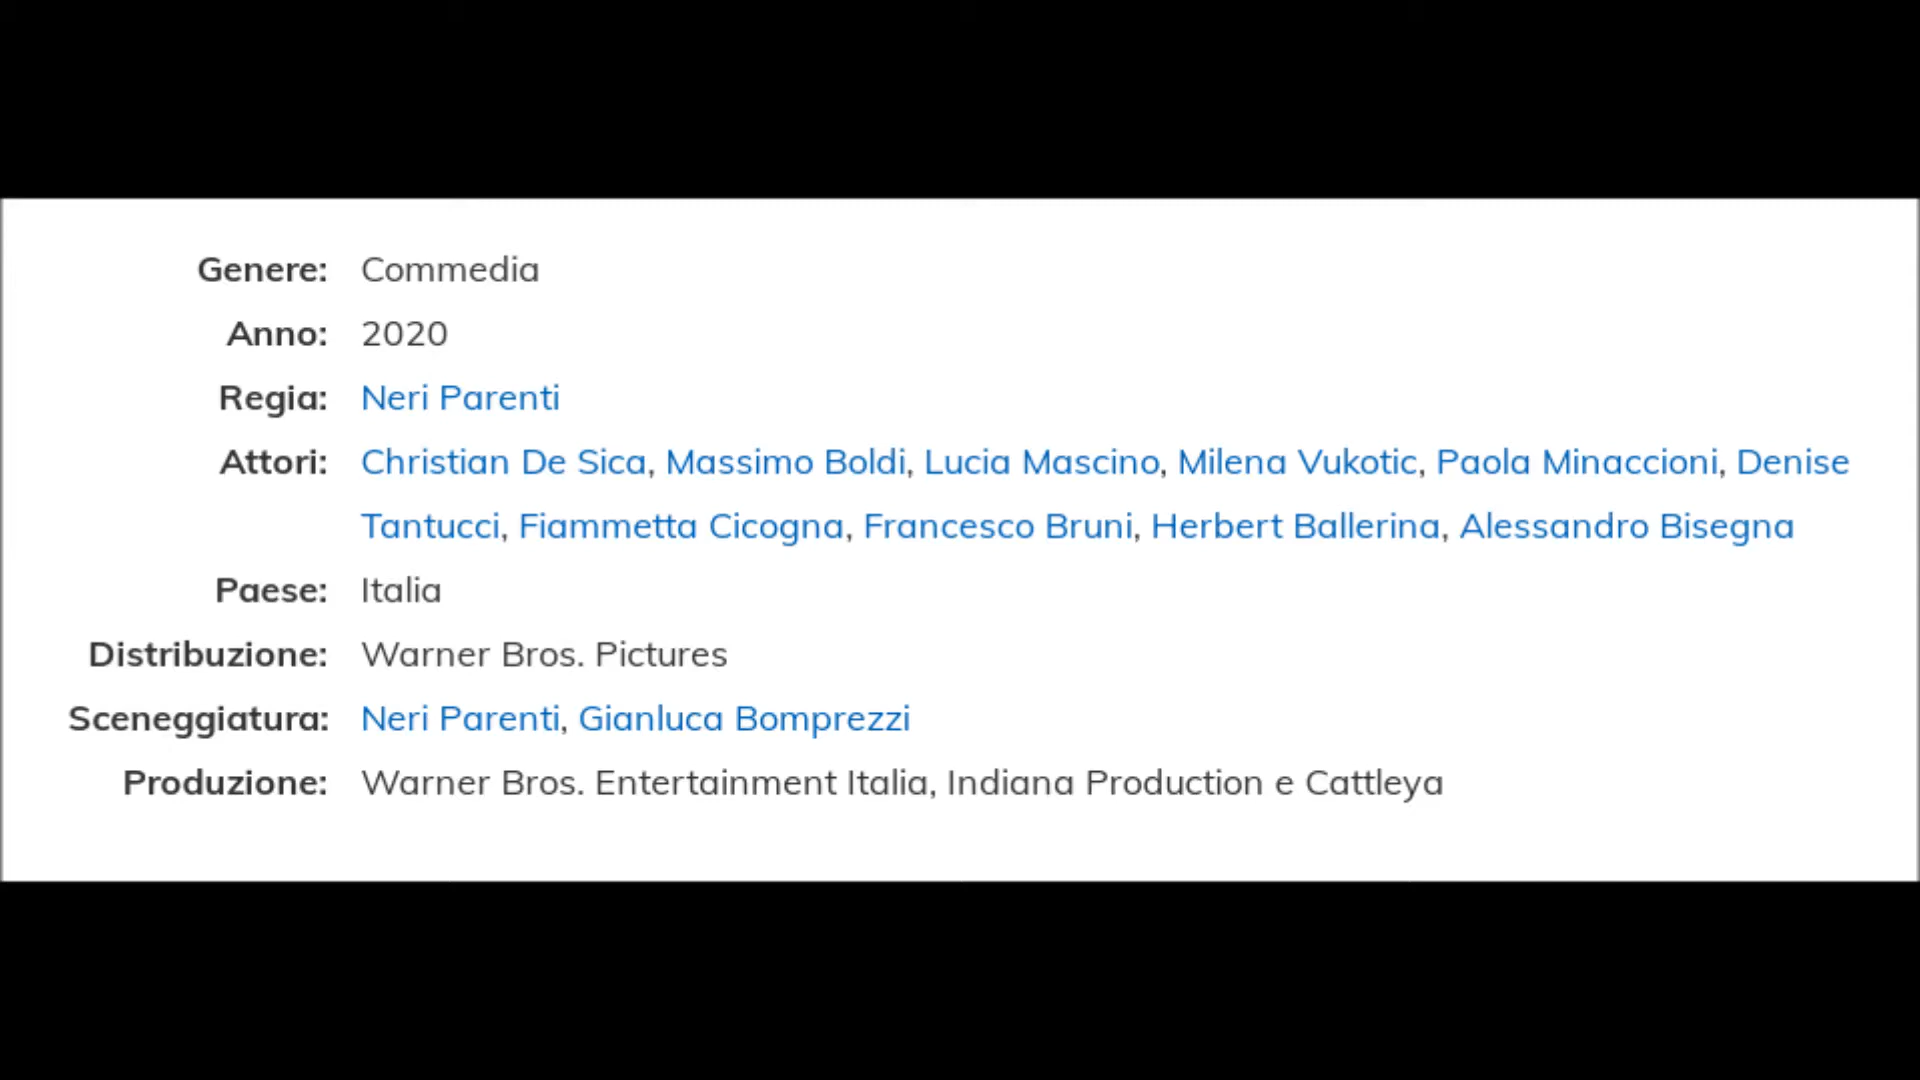 Genere: Commedia
Anno: 2020
Regia: Neri Parenti
Attori: Christian De Sica, Massimo Boldi, Lucia Mascino, Milena Vukotic, Paola Minaccioni, Denise
Tantucci, Fiammetta Cicogna, Francesco Bruni, Herbert Ballerina, Alessandro Bisegna
Paese: Italia
Distribuzione: Warner Bros. Pictures
Sceneggiatura: Neri Parenti, Gianluca Bomprezzi
Produzione: Warner Bros. Entertainment Italia, Indiana Production e Cattleya